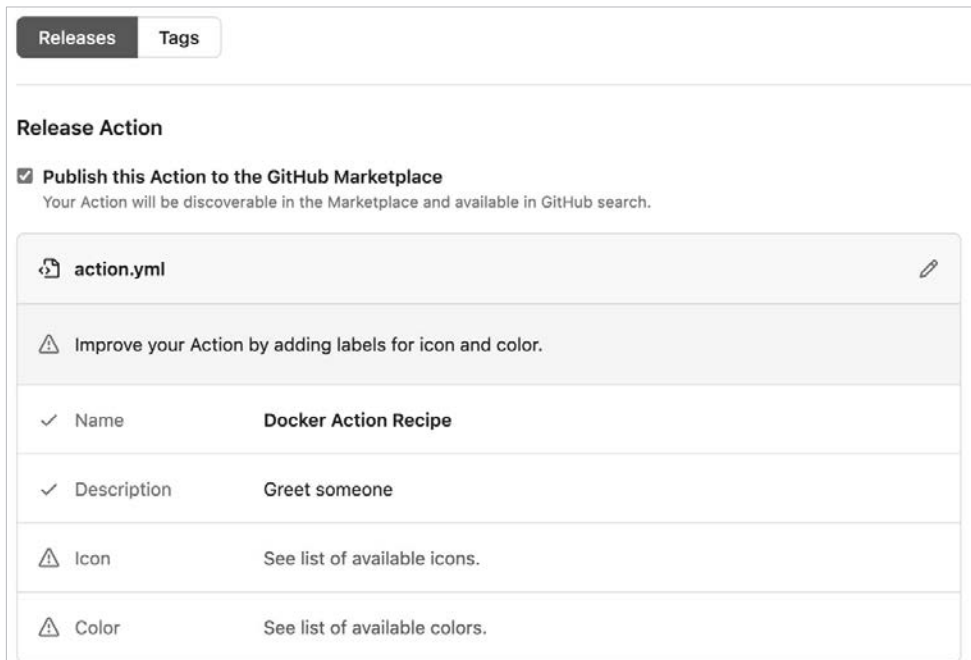 Releases Tags
Release Action
Publish this Action to the GitHub Marketplace
Your Action will be discoverable in the Marketplace and available in GitHub search.
action.yml
Improve your Action by adding labels for icon and color.
Name Docker Action Recipe
Description Greet someone
Icon See list of available icons.
Color See list of available colors.